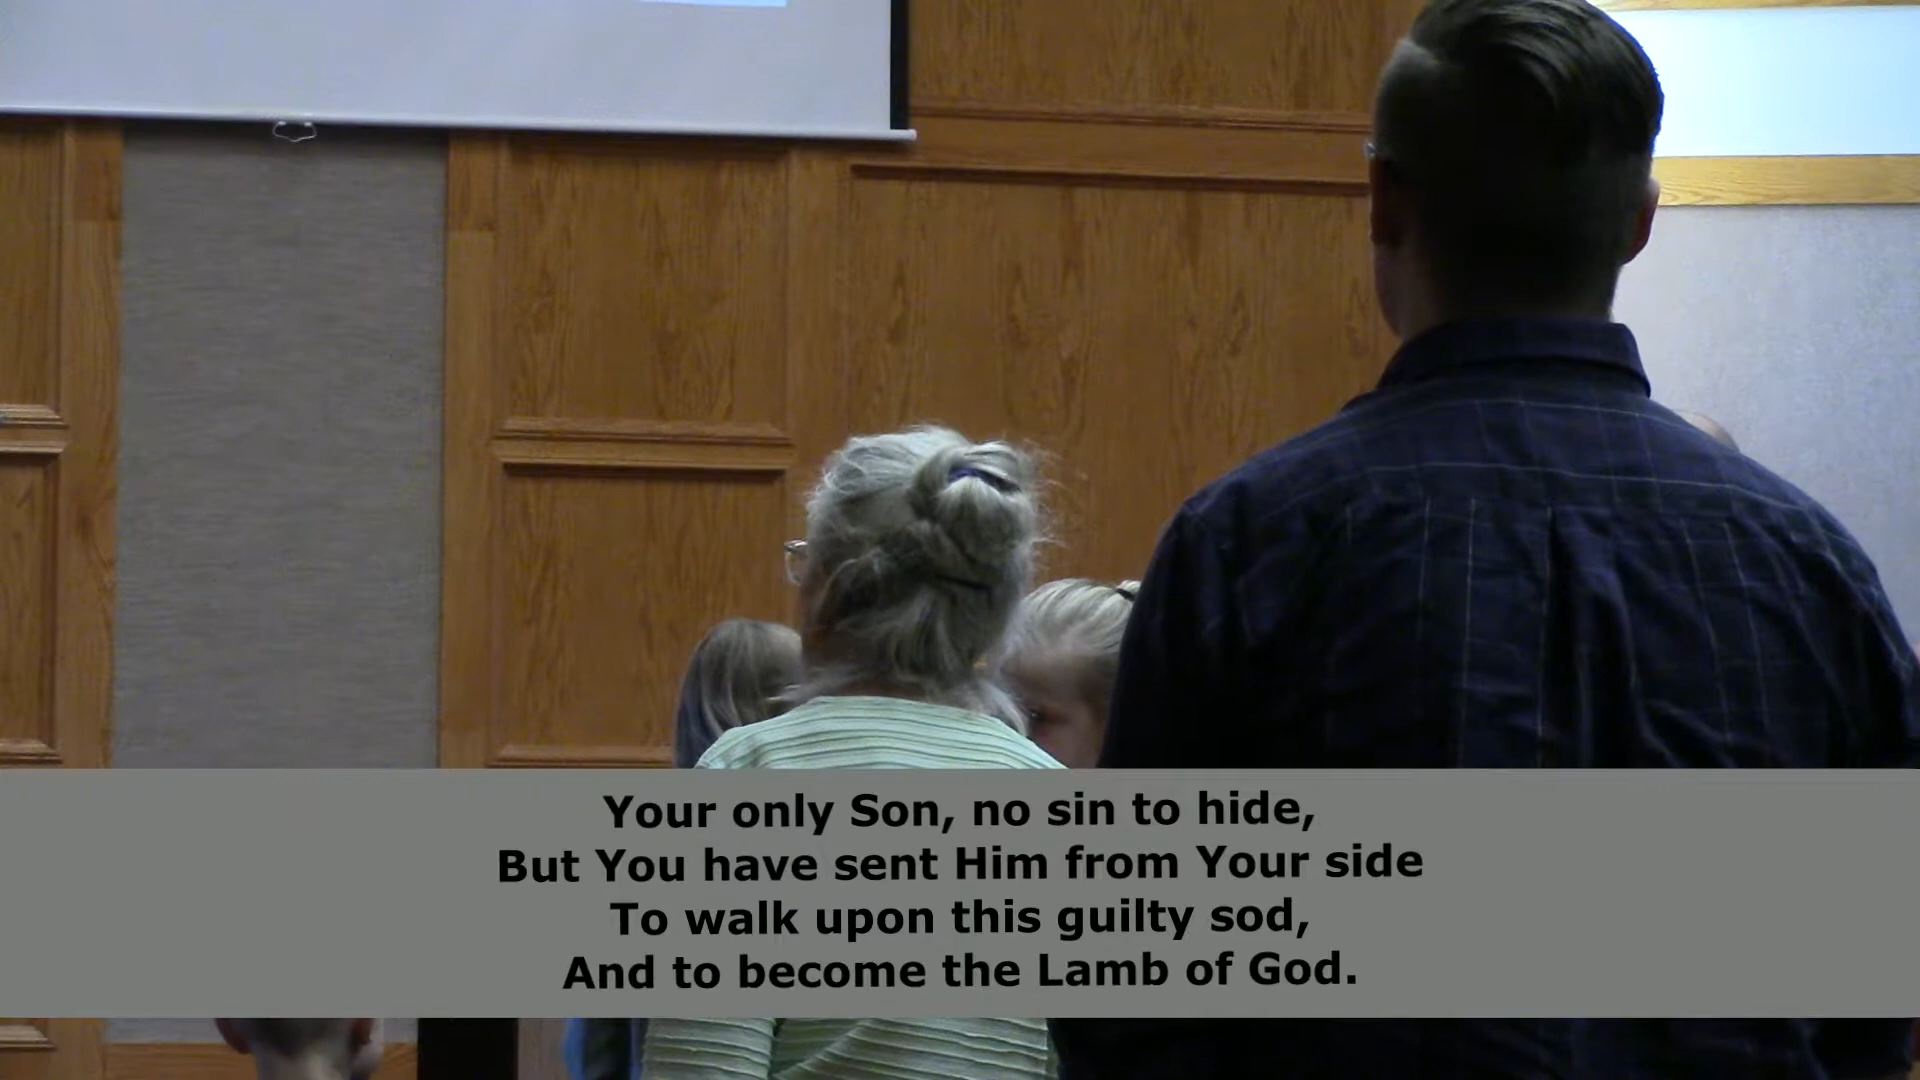 Your only Son, no sin to hide,
But You have sent Him from Your side
To walk upon this guilty sod,
And to become the Lamb of God.